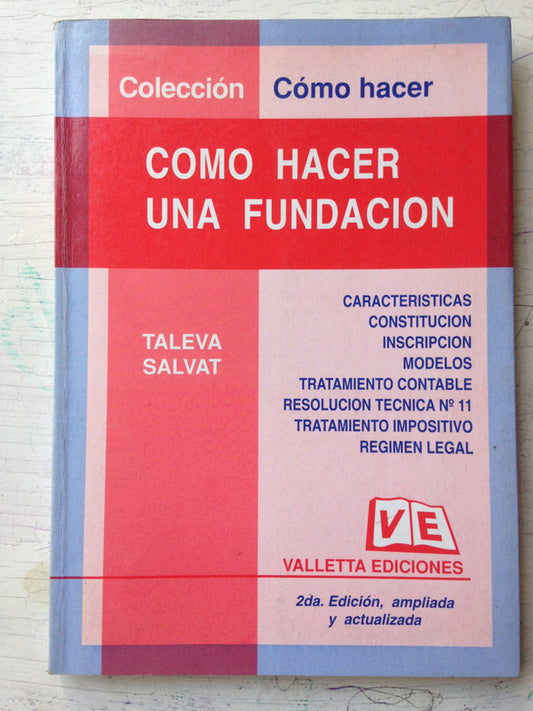 Colección Cómo hacer
COMO HACER
UNA FUNDACION
TALEVA
SALVAT
CARACTERISTICAS
CONSTITUCION
INSCRIPCION
MODELOS
TRATAMIENTO CONTABLE
RESOLUCION TECNICA Nº 11
TRATAMIENTO IMPOSITIVO
REGIMEN LEGAL
VE
VALLETTA EDICIONES
2da. Edición, ampliada
y actualizada